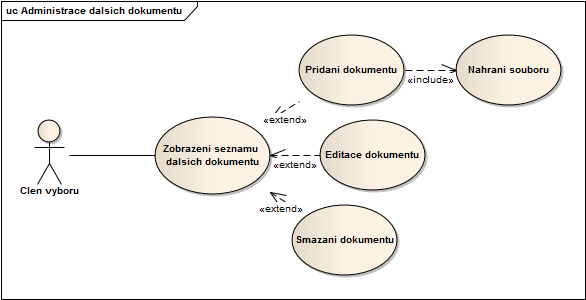 uc Administrace dalsich dokumentu
Pridani dokumentu
Nahrani souboru
«include»
«extend»
Zobrazeni seznamu
dalsich dokumentu
Editace dokumentu
«extend»
Clen vyboru
«extend»
Smazani dokumentu